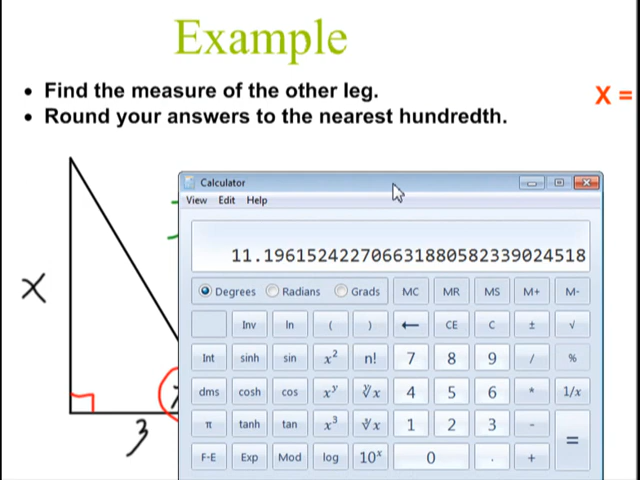 Example
• Find the measure of the other leg.
• Round your answers to the nearest hundredth.
X =
Calculator
View Edit Help
11.196152422706631880582339024518
Degrees Radians Grads MC MR MS M+ M-
Inv ln ( ) ← CE C ± √
Int sinh sin x² n! 7 8 9 / %
dms cosh cos xʸ ʸ√x 4 5 6 * 1/x
π tanh tan x³ ³√x 1 2 3 - =
F-E Exp Mod log 10ˣ 0 . +
X
3